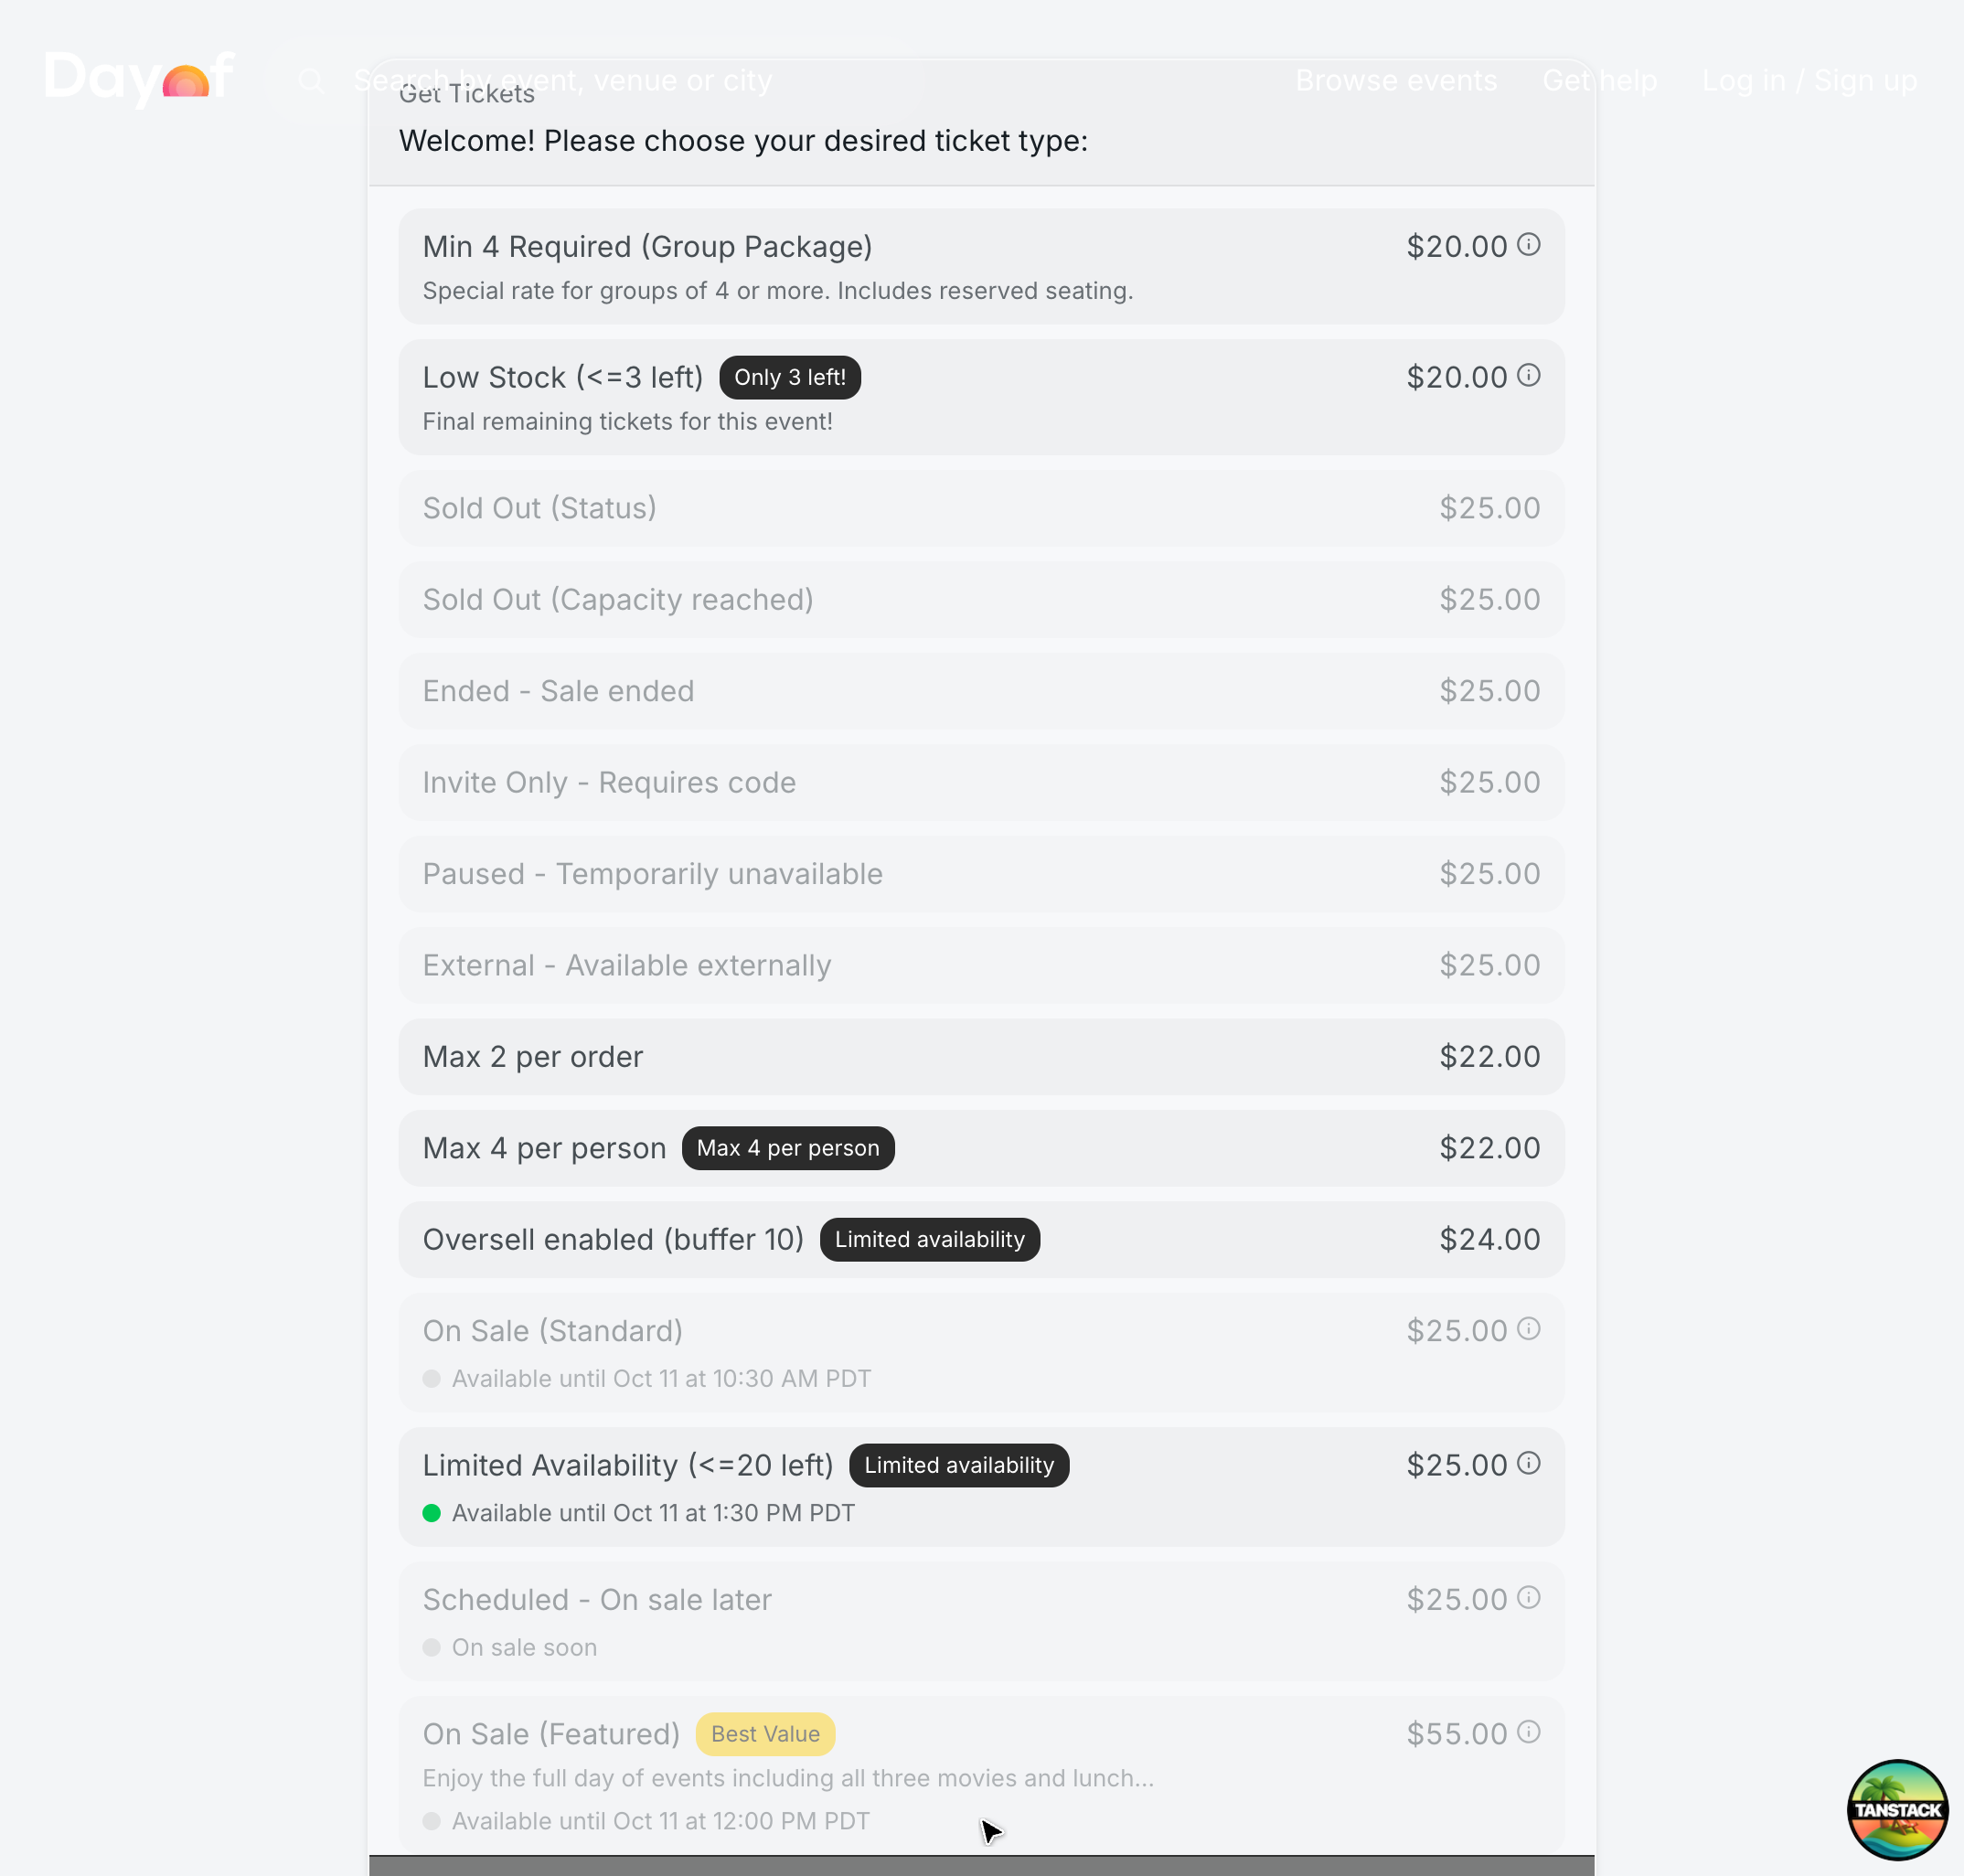 Dayof
Search by event, venue or city
Browse events
Get help
Log in / Sign up
Get Tickets
Welcome! Please choose your desired ticket type:
Min 4 Required (Group Package) $20.00
Special rate for groups of 4 or more. Includes reserved seating.
Low Stock (<=3 left) Only 3 left! $20.00
Final remaining tickets for this event!
Sold Out (Status) $25.00
Sold Out (Capacity reached) $25.00
Ended - Sale ended $25.00
Invite Only - Requires code $25.00
Paused - Temporarily unavailable $25.00
External - Available externally $25.00
Max 2 per order $22.00
Max 4 per person Max 4 per person $22.00
Oversell enabled (buffer 10) Limited availability $24.00
On Sale (Standard) $25.00
Available until Oct 11 at 10:30 AM PDT
Limited Availability (<=20 left) Limited availability $25.00
Available until Oct 11 at 1:30 PM PDT
Scheduled - On sale later $25.00
On sale soon
On Sale (Featured) Best Value $55.00
Enjoy the full day of events including all three movies and lunch...
Available until Oct 11 at 12:00 PM PDT
TANSTACK